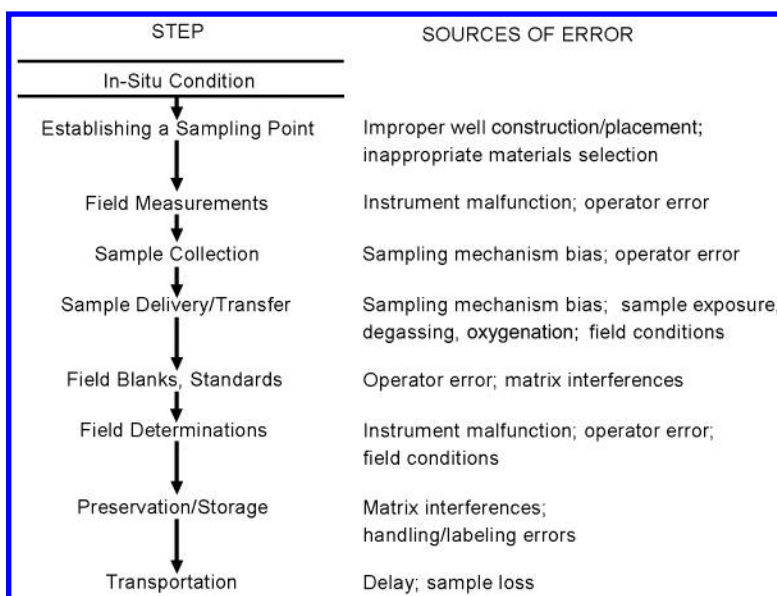 STEP SOURCES OF ERROR
In-Situ Condition
Establishing a Sampling Point Improper well construction/placement;
inappropriate materials selection
Field Measurements Instrument malfunction; operator error
Sample Collection Sampling mechanism bias; operator error
Sample Delivery/Transfer Sampling mechanism bias; sample exposure,
degassing, oxygenation; field conditions
Field Blanks, Standards Operator error; matrix interferences
Field Determinations Instrument malfunction; operator error;
field conditions
Preservation/Storage Matrix interferences;
handling/labeling errors
Transportation Delay; sample loss